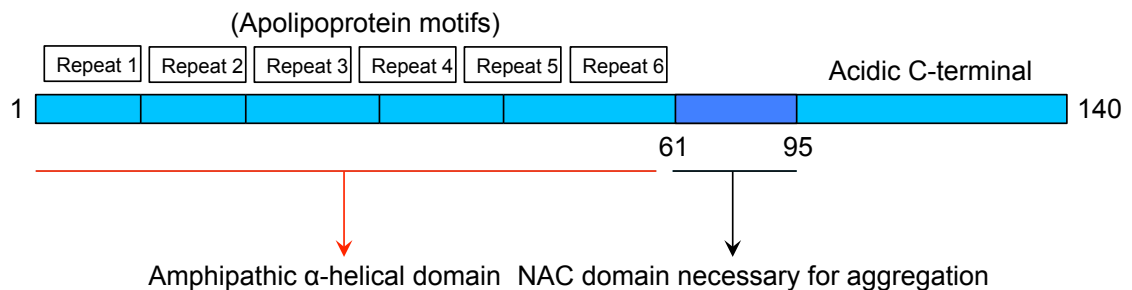 (Apolipoprotein motifs)
Repeat 1 Repeat 2 Repeat 3 Repeat 4 Repeat 5 Repeat 6
Acidic C-terminal
1 140
61 95
Amphipathic α-helical domain NAC domain necessary for aggregation